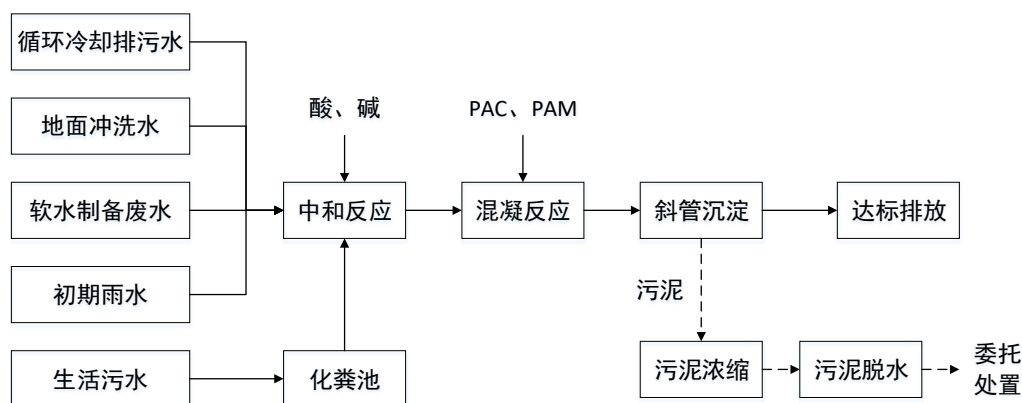 循环冷却排污水
地面冲洗水
酸、碱
PAC、PAM
软水制备废水
中和反应
混凝反应
斜管沉淀
达标排放
初期雨水
污泥
生活污水
化粪池
污泥浓缩
污泥脱水
委托
处置